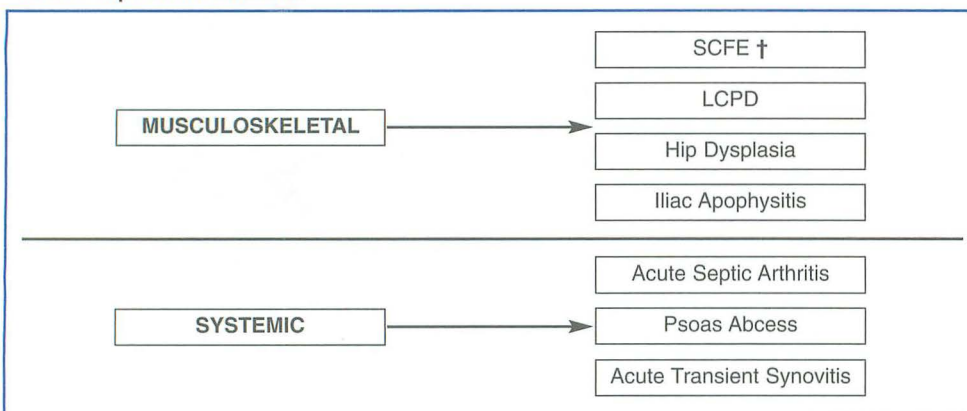 SCFE †
LCPD
MUSCULOSKELETAL
Hip Dysplasia
Iliac Apophysitis
Acute Septic Arthritis
SYSTEMIC
Psoas Abcess
Acute Transient Synovitis